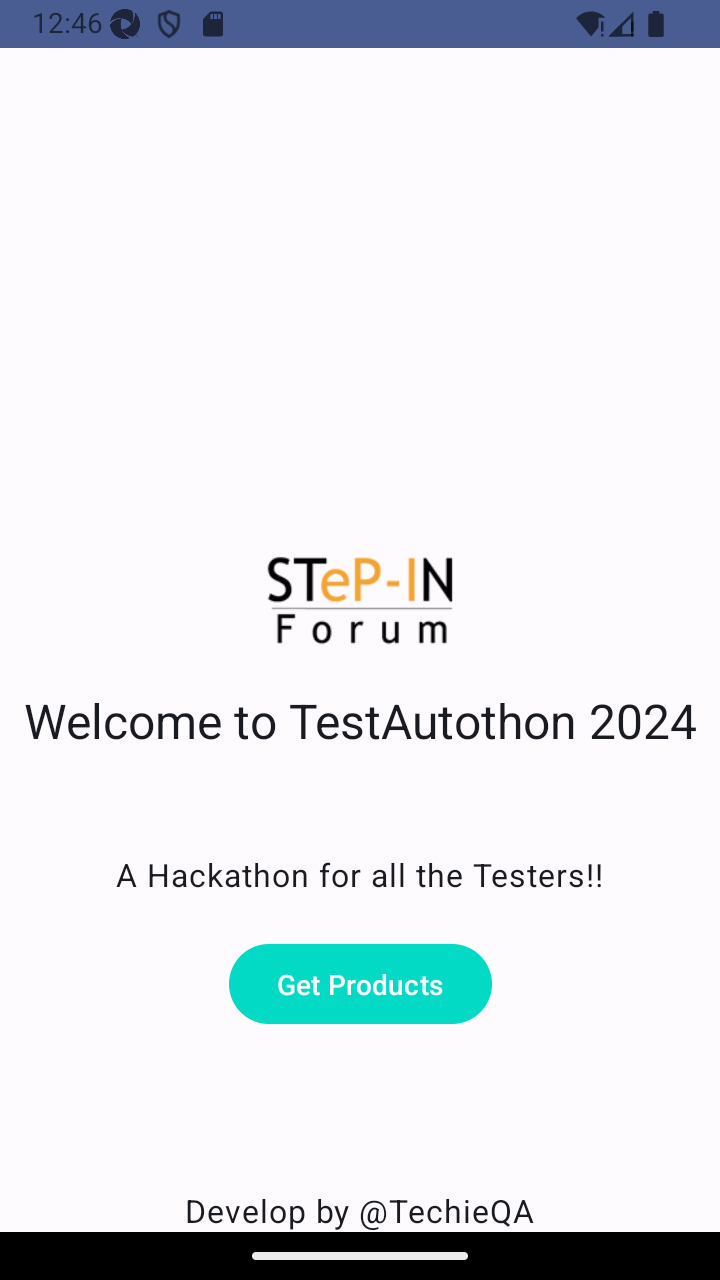 12:46
STeP-IN
Forum
Welcome to TestAutothon 2024
A Hackathon for all the Testers!!
Get Products
Develop by @TechieQA